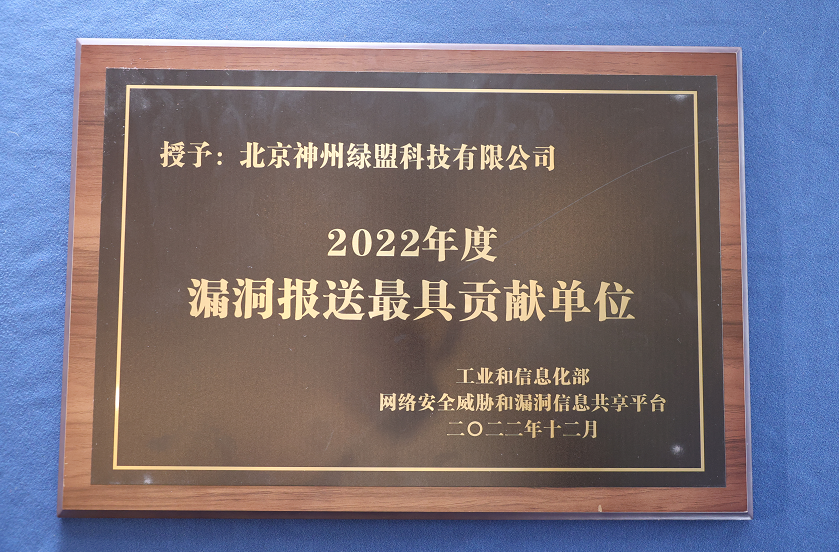 授予：北京神州绿盟科技有限公司
2022年度
漏洞报送最具贡献单位
工业和信息化部
网络安全威胁和漏洞信息共享平台
二〇二二年十二月